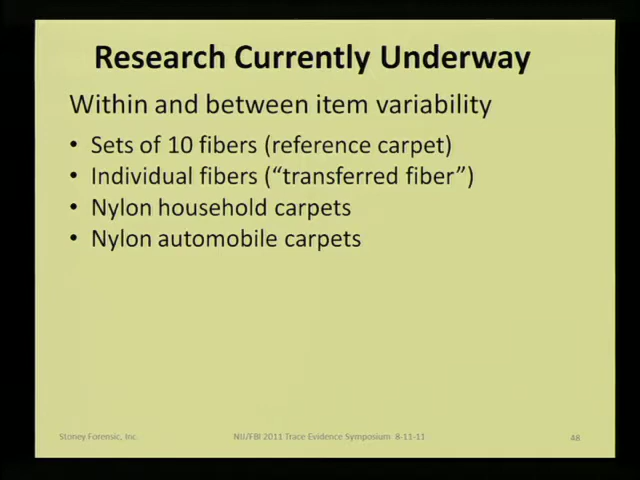 Research Currently Underway
Within and between item variability
• Sets of 10 fibers (reference carpet)
• Individual fibers (“transferred fiber”)
• Nylon household carpets
• Nylon automobile carpets
Stoney Forensic, Inc. NIJ/FBI 2011 Trace Evidence Symposium 8-11-11 48